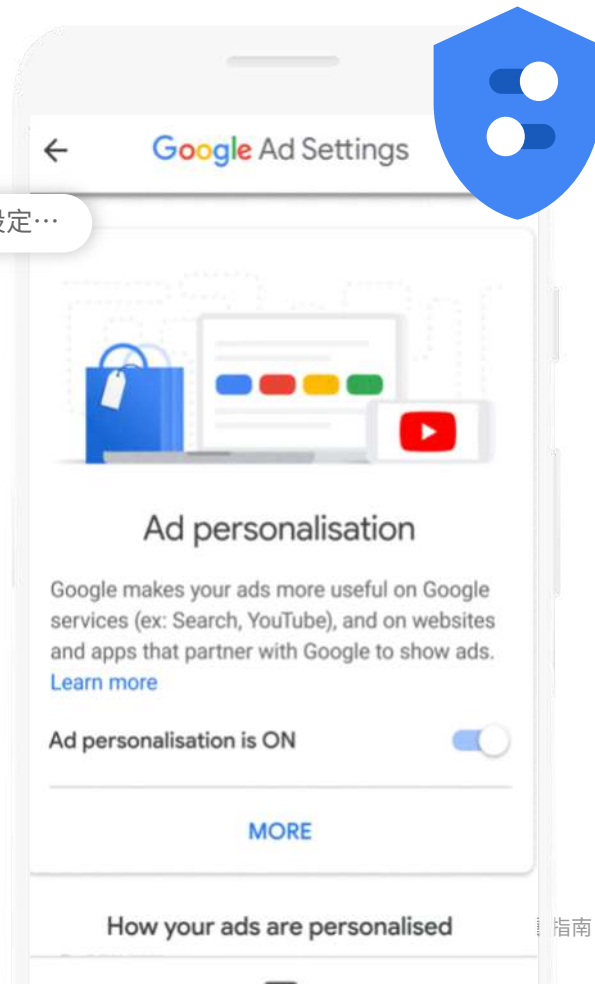 Google Ad Settings
定…
Ad personalisation
Google makes your ads more useful on Google
services (ex: Search, YouTube), and on websites
and apps that partner with Google to show ads.
Learn more
Ad personalisation is ON
MORE
How your ads are personalised
指南